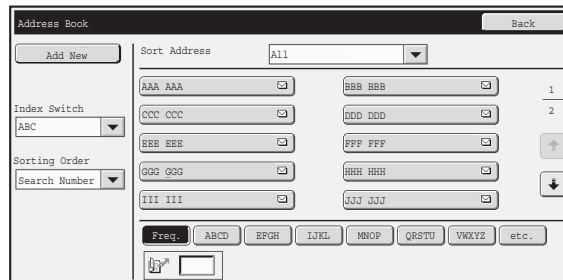 Address Book Back
Add New
Sort Address All
AAA AAA BBB BBB 1
Index Switch CCC CCC DDD DDD 2
ABC
EEE EEE FFF FFF
Sorting Order GGG GGG HHH HHH
Search Number
III III JJJ JJJ
Freq. ABCD EFGH IJKL MNOP QRSTU VWXYZ etc.